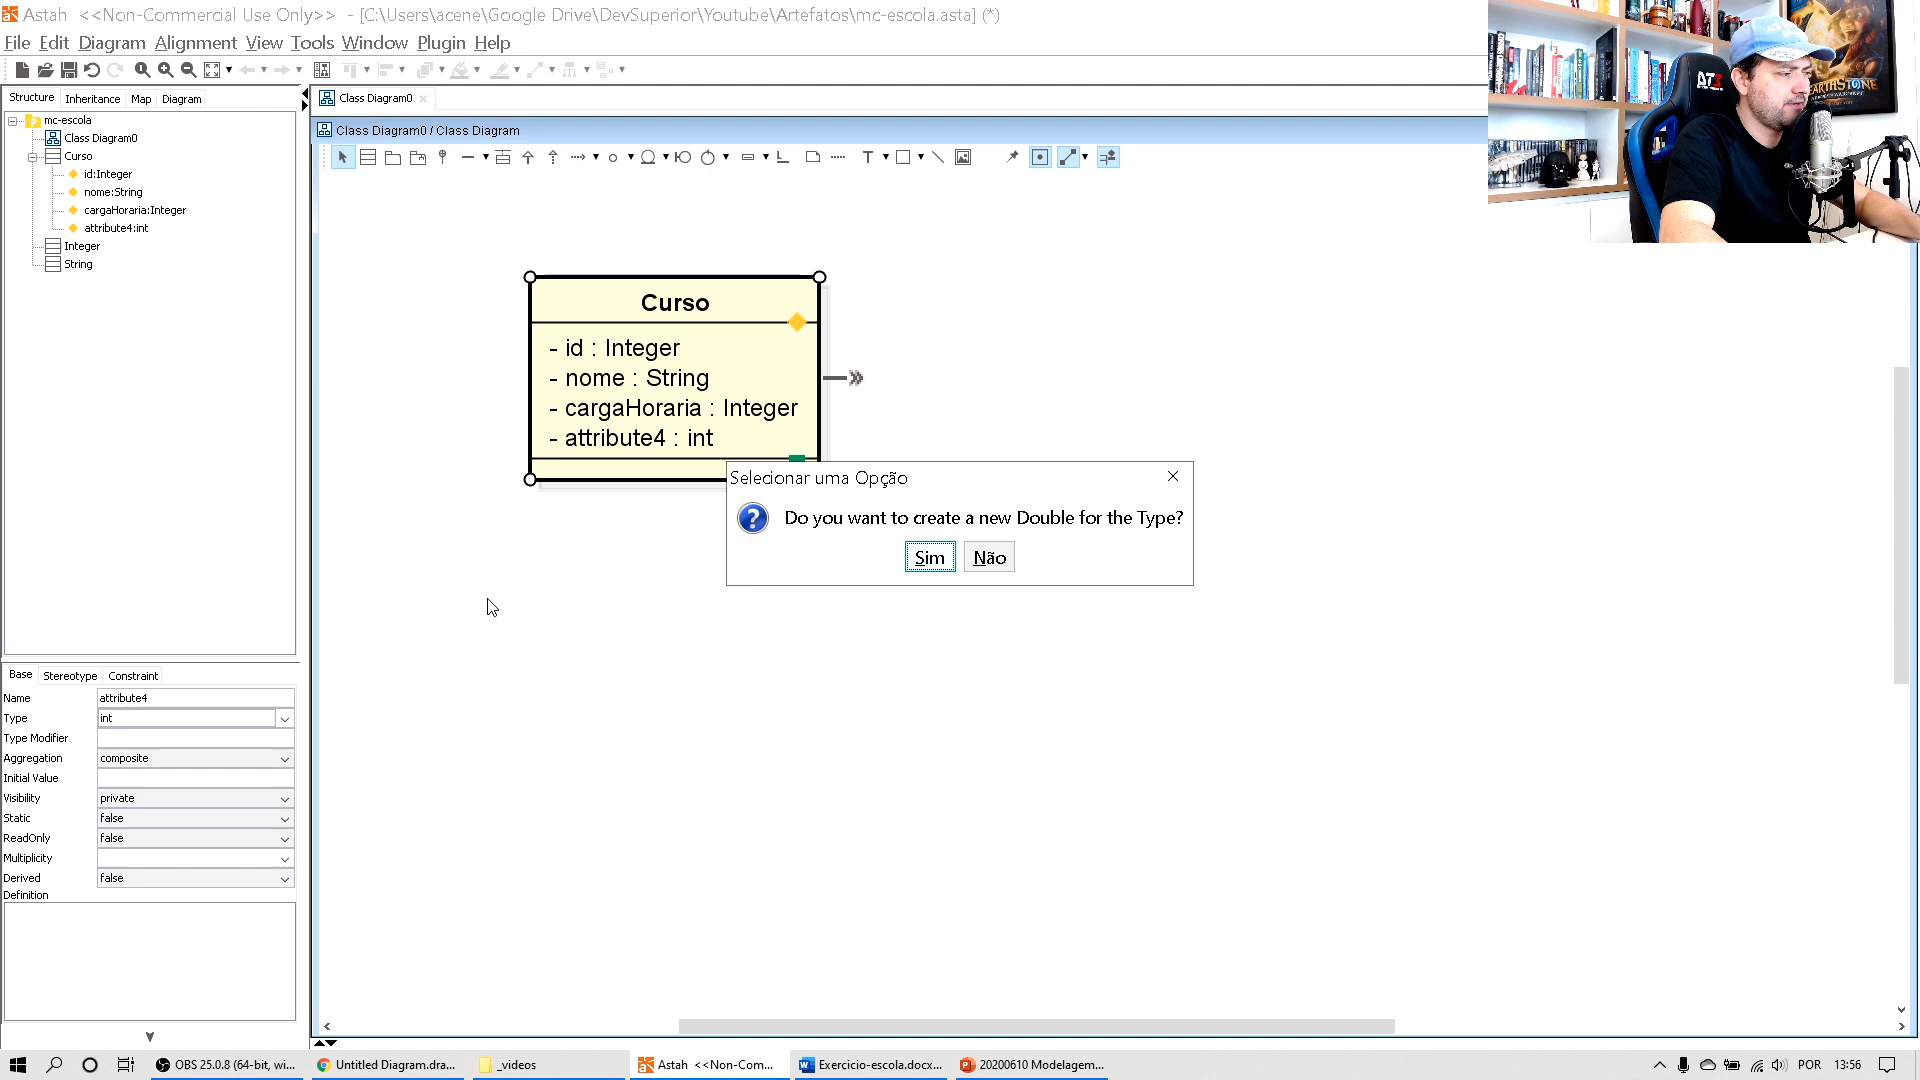 Astah <<Non-Commercial Use Only>> - [C:\Users\acene\Google Drive\DevSuperior\Youtube\Artefatos\mc-escola.asta] (*)
File Edit Diagram Alignment View Tools Window Plugin Help
Structure Inheritance Map Diagram
mc-escola
Class Diagram0
Curso
id:Integer
nome:String
cargaHoraria:Integer
attribute4:int
Integer
String
Class Diagram0
Class Diagram0 / Class Diagram
T
Curso
- id : Integer
- nome : String
- cargaHoraria : Integer
- attribute4 : int
Selecionar uma Opção
Do you want to create a new Double for the Type?
Sim Não
Base Stereotype Constraint
Name attribute4
Type int
Type Modifier
Aggregation composite
Initial Value
Visibility private
Static false
ReadOnly false
Multiplicity
Derived false
Definition
OBS 25.0.8 (64-bit, wi...
Untitled Diagram.dra...
_videos
Astah <<Non-Com...
Exercicio-escola.docx...
20200610 Modelagem...
POR
13:56